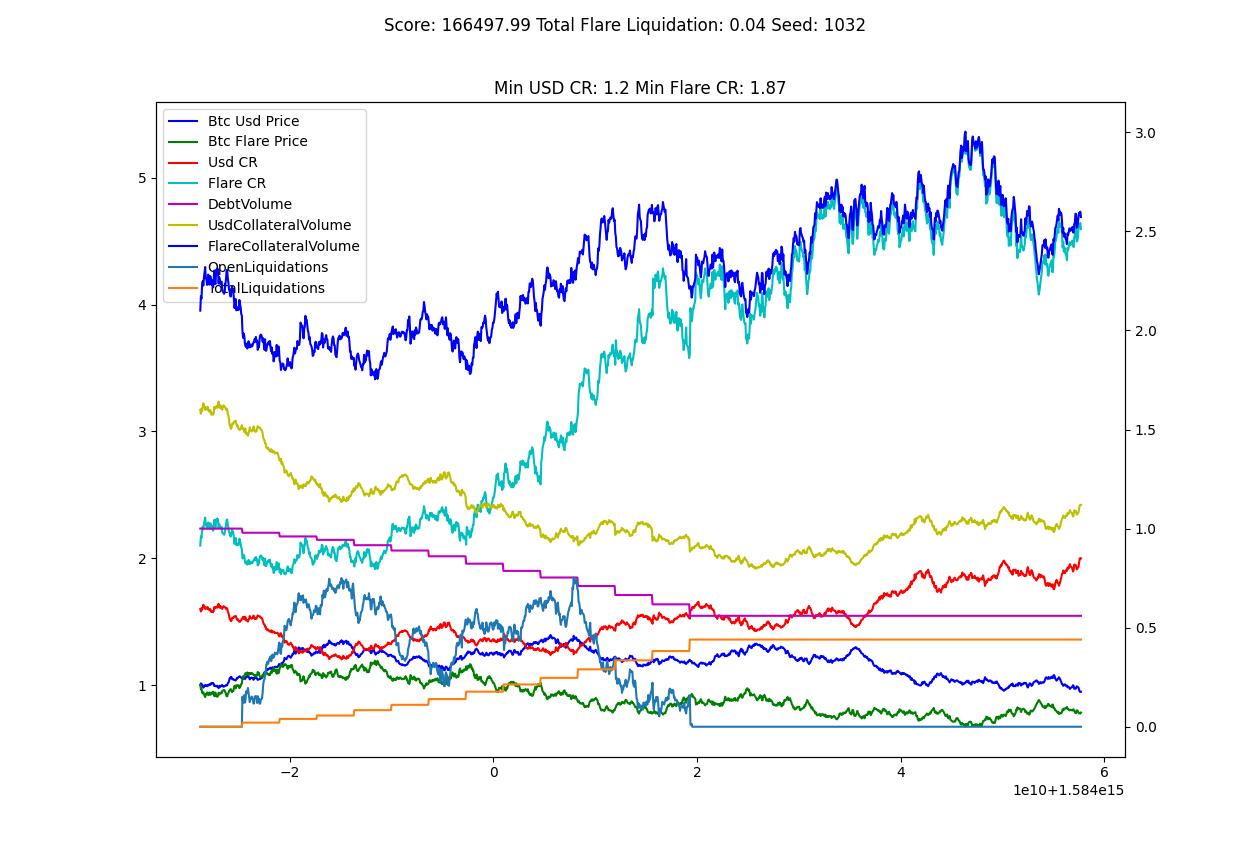 Score: 166497.99 Total Flare Liquidation: 0.04 Seed: 1032
Min USD CR: 1.2 Min Flare CR: 1.87
Btc Usd Price
Btc Flare Price
Usd CR
Flare CR
DebtVolume
UsdCollateralVolume
FlareCollateralVolume
OpenLiquidations
TotalLiquidations
5
4
3
2
1
3.0
2.5
2.0
1.5
1.0
0.5
0.0
−2 0 2 4 6
1e10+1.584e15